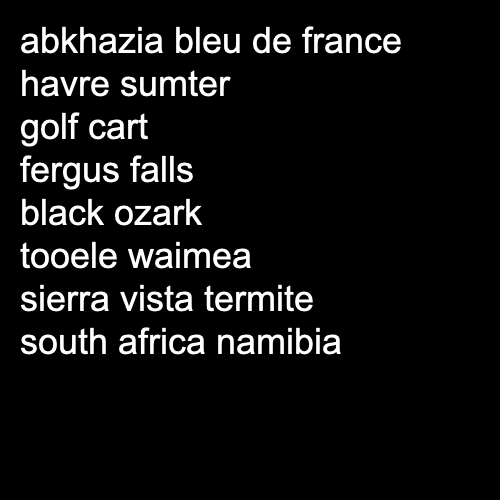 abkhazia bleu de france
havre sumter
golf cart
fergus falls
black ozark
tooele waimea
sierra vista termite
south africa namibia